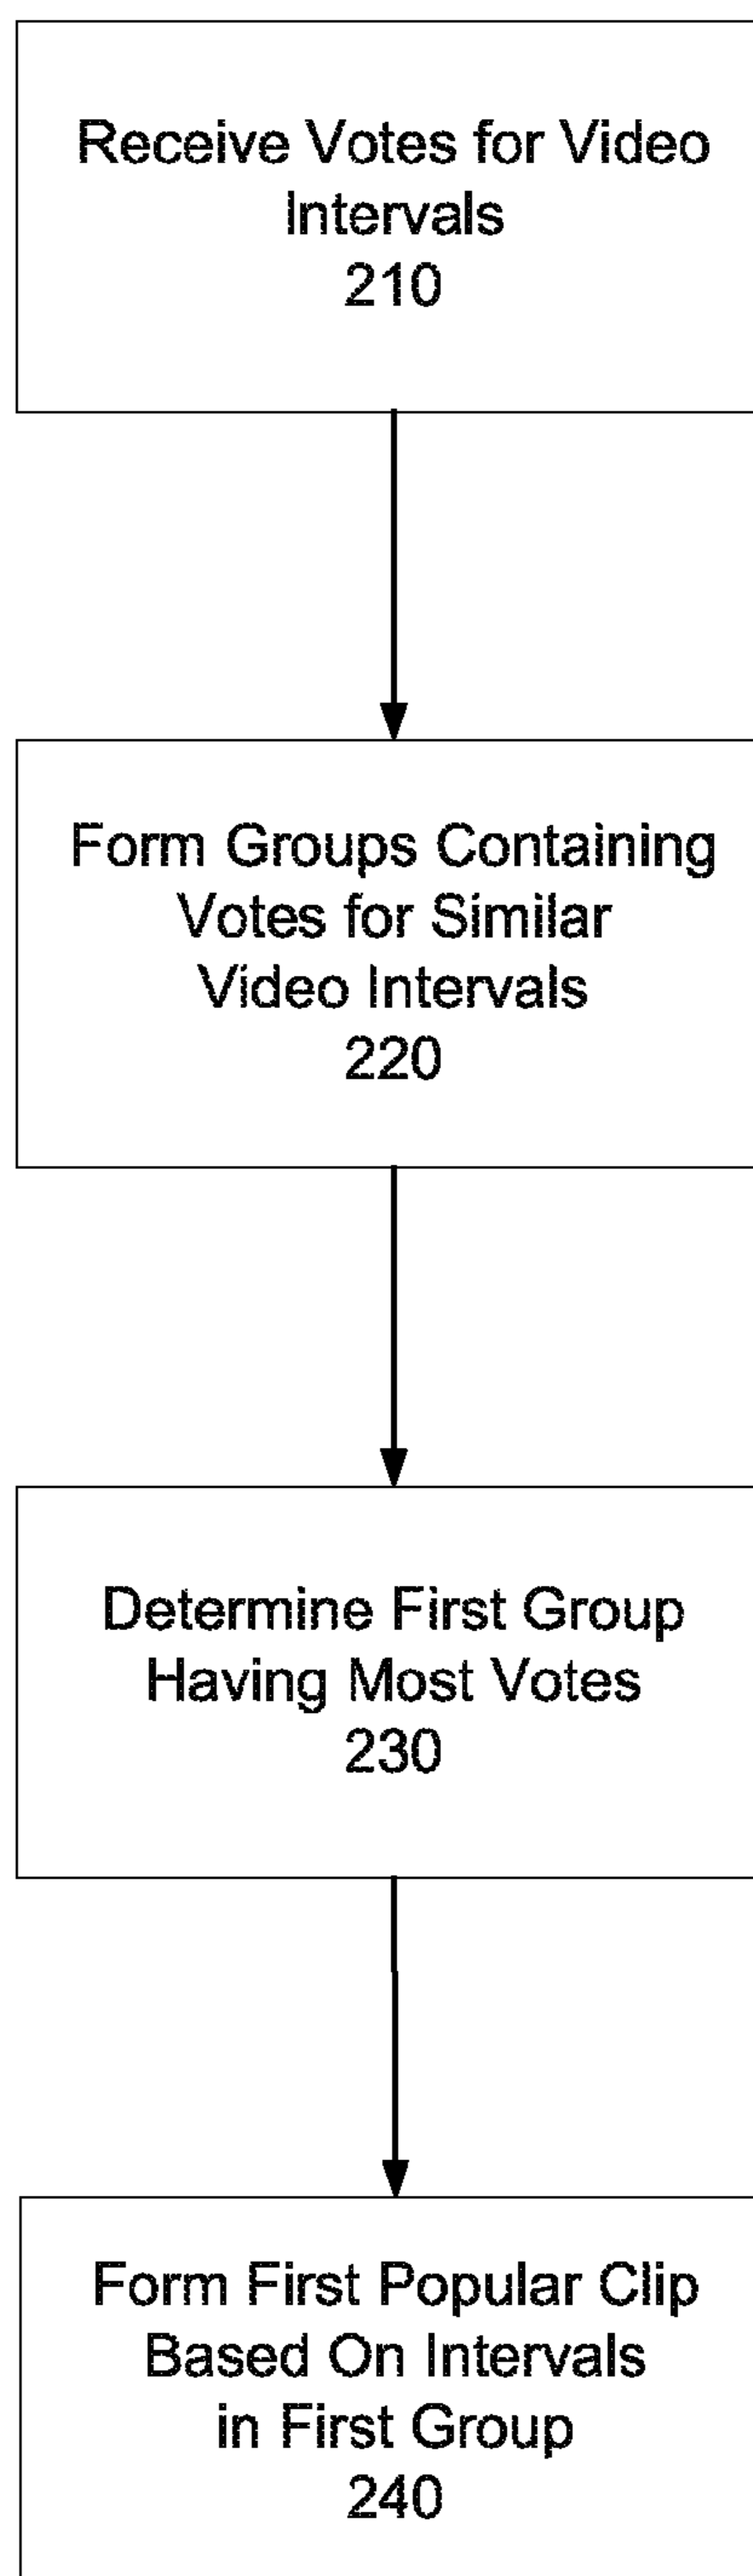 Receive Votes for Video
Intervals
210
Form Groups Containing
Votes for Similar
Video Intervals
220
Determine First Group
Having Most Votes
230
Form First Popular Clip
Based On Intervals
in First Group
240